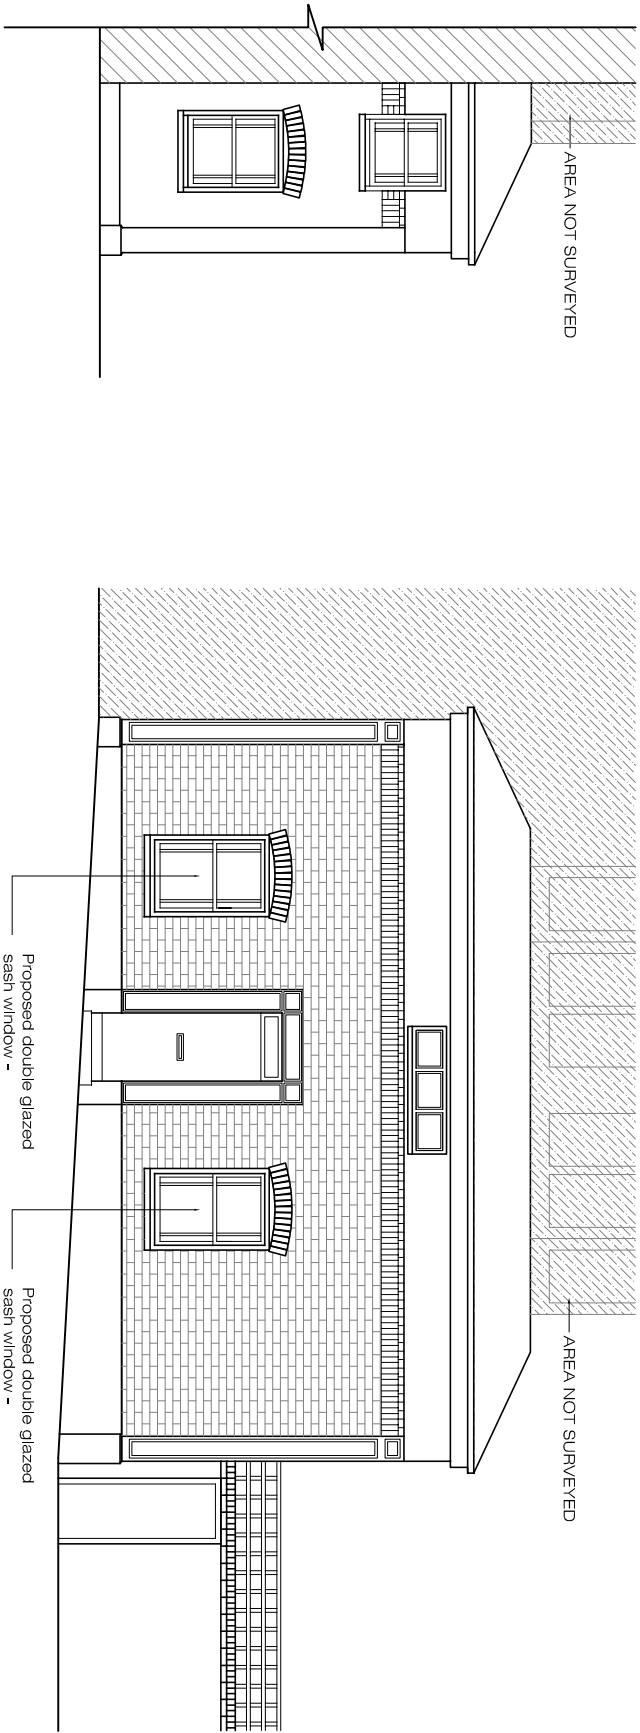 AREA NOT SURVEYED
Proposed double glazed
sash window -
Proposed double glazed
sash window -
AREA NOT SURVEYED